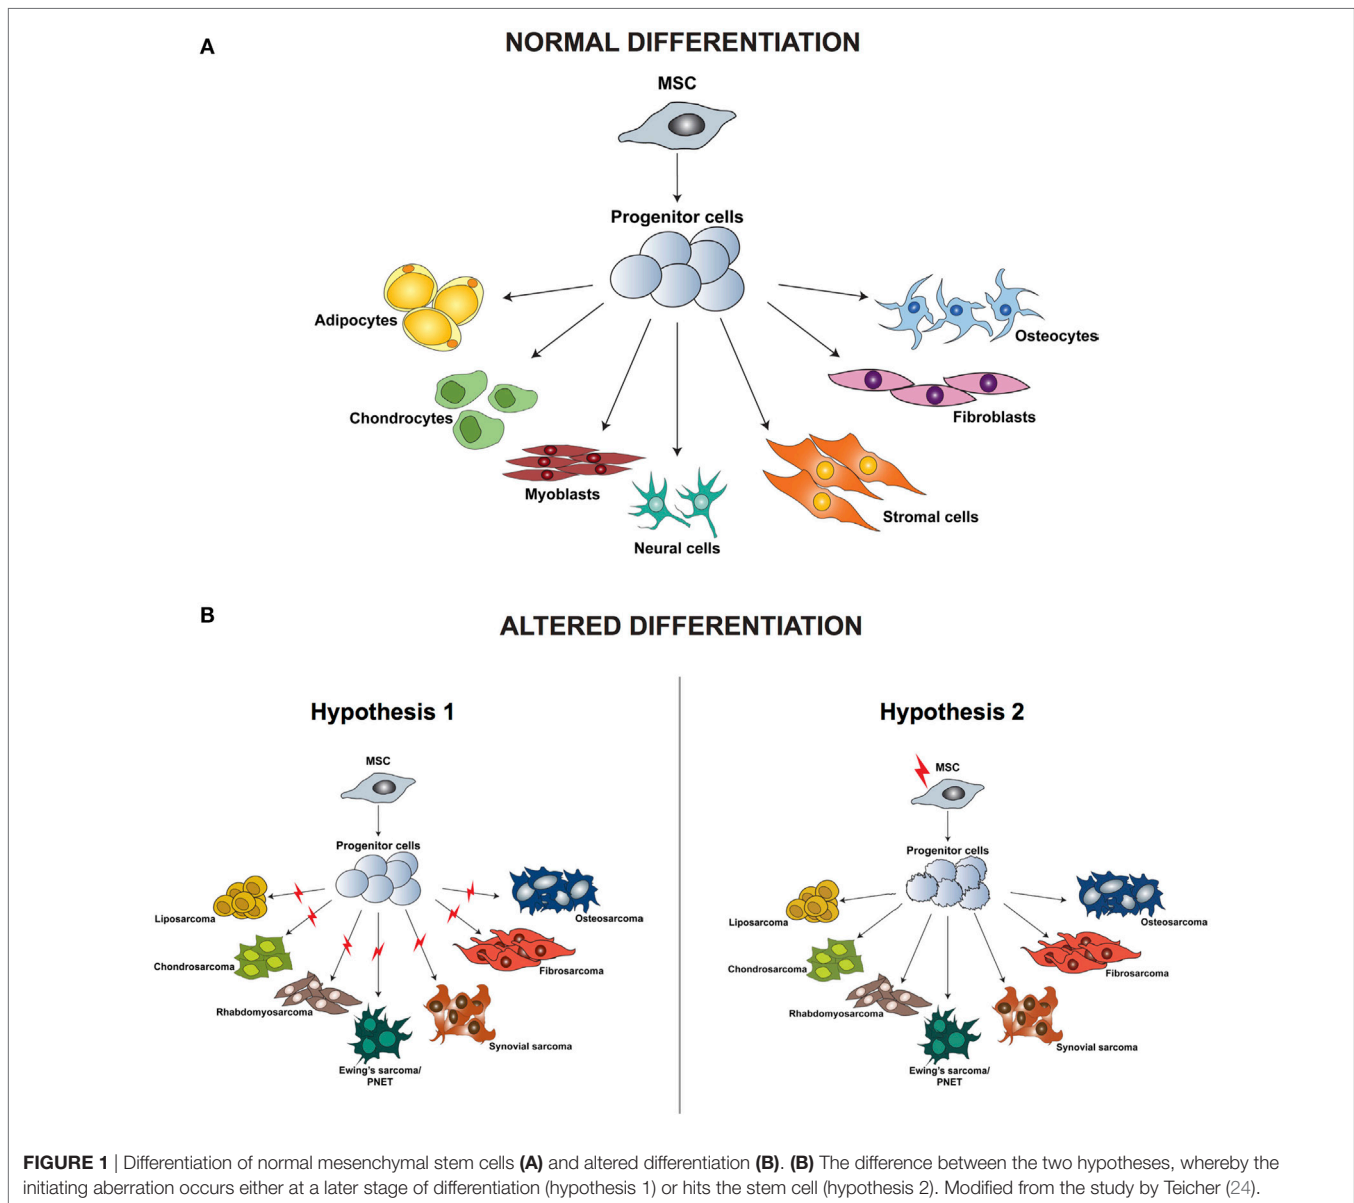 A
NORMAL DIFFERENTIATION
MSC
Progenitor cells
Adipocytes
Osteocytes
Chondrocytes
Fibroblasts
Myoblasts
Stromal cells
Neural cells
B
ALTERED DIFFERENTIATION
Hypothesis 1
MSC
Progenitor cells
Liposarcoma
Osteosarcoma
Chondrosarcoma
Fibrosarcoma
Rhabdomyosarcoma
Synovial sarcoma
Ewing's sarcoma/
PNET
Hypothesis 2
MSC
Progenitor cells
Liposarcoma
Osteosarcoma
Chondrosarcoma
Fibrosarcoma
Rhabdomyosarcoma
Synovial sarcoma
Ewing's sarcoma/
PNET
FIGURE 1 | Differentiation of normal mesenchymal stem cells (A) and altered differentiation (B). (B) The difference between the two hypotheses, whereby the
initiating aberration occurs either at a later stage of differentiation (hypothesis 1) or hits the stem cell (hypothesis 2). Modified from the study by Teicher (24).